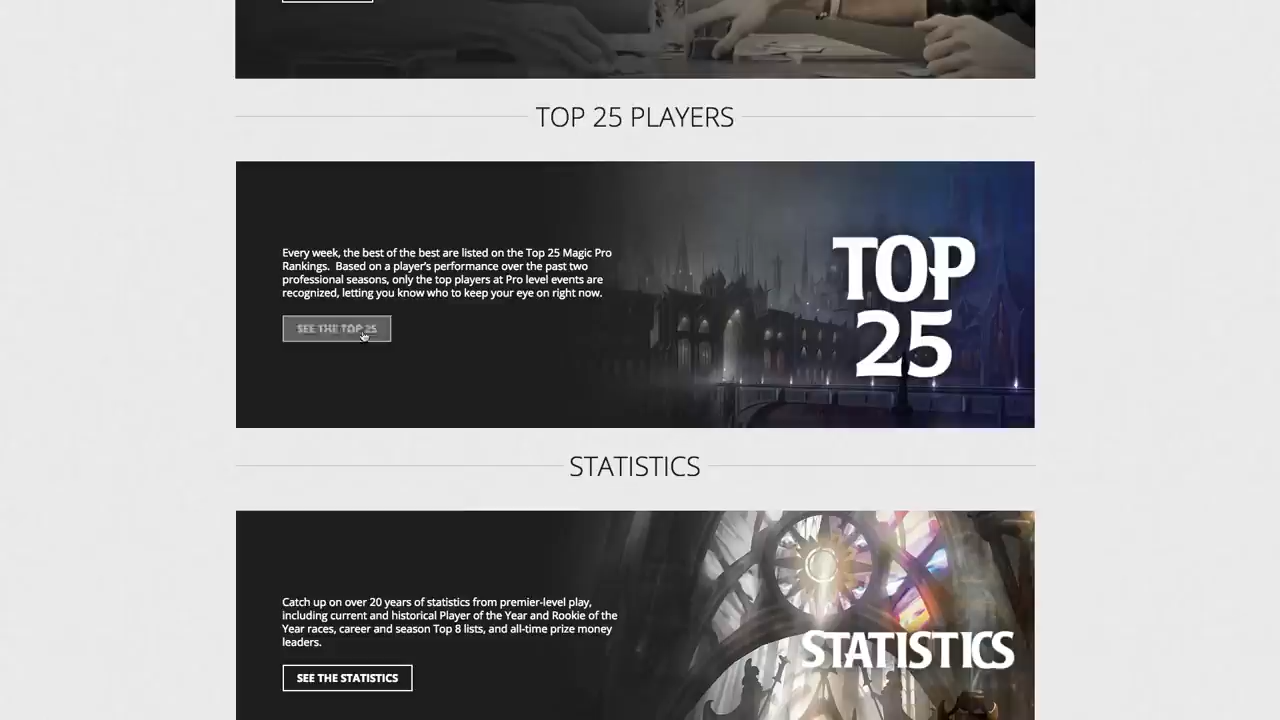 TOP 25 PLAYERS
Every week, the best of the best are listed on the Top 25 Magic Pro
Rankings.  Based on a player's performance over the past two
professional seasons, only the top players at Pro level events are
recognized, letting you know who to keep your eye on right now.
SEE THE TOP 25
TOP
25
STATISTICS
Catch up on over 20 years of statistics from premier-level play,
including current and historical Player of the Year and Rookie of the
Year races, career and season Top 8 lists, and all-time prize money
leaders.
SEE THE STATISTICS
STATISTICS